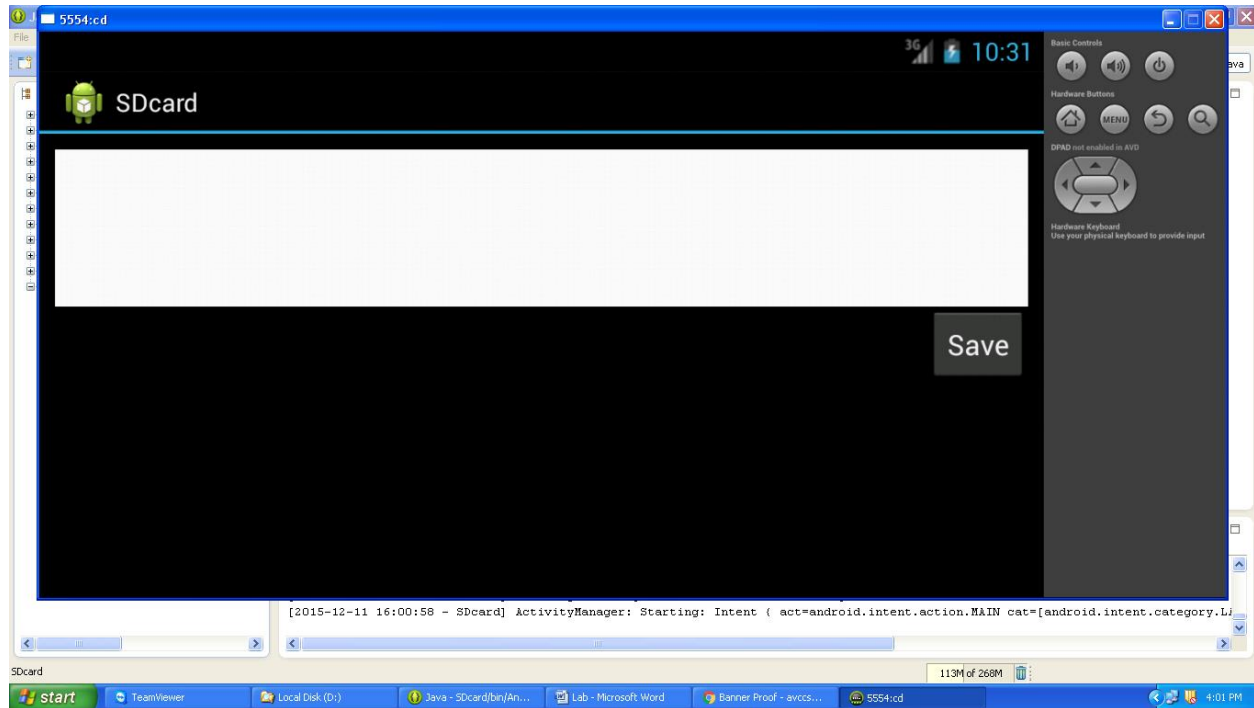 5554:cd
File
3G 10:31
SDcard
Save
Basic Controls
Hardware Buttons
MENU
DPAD not enabled in AVD
Hardware Keyboard
Use your physical keyboard to provide input
ava
[2015-12-11 16:00:58 - SDcard] ActivityManager: Starting: Intent { act=android.intent.action.MAIN cat=[android.intent.category.L
SDcard
113M of 268M
start
TeamViewer
Local Disk (D:)
Java - SDcard/bin/An...
Lab - Microsoft Word
Banner Proof - avccs...
5554:cd
4:01 PM